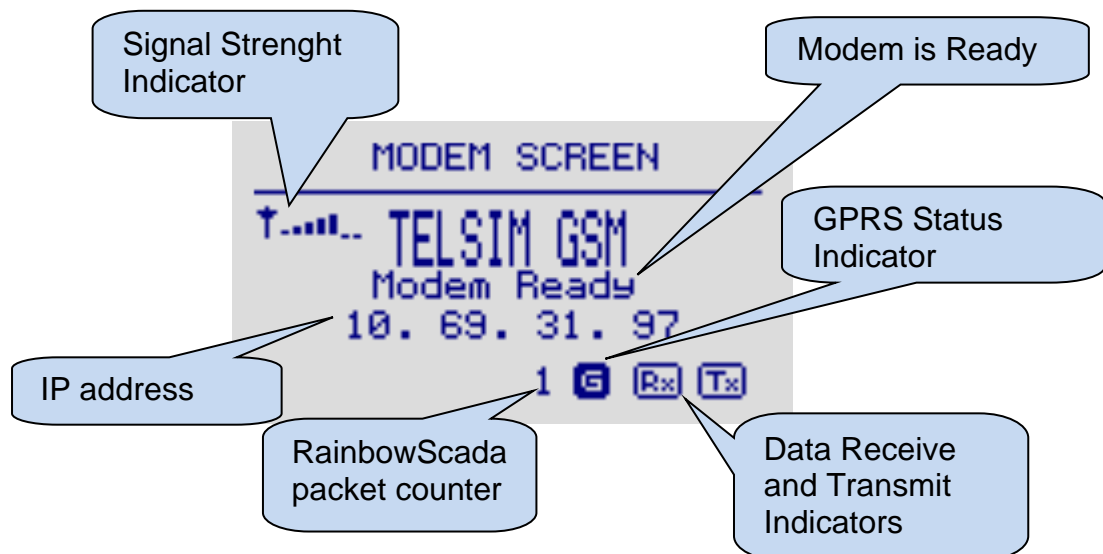 Signal Strenght
Indicator
Modem is Ready
MODEM SCREEN
TELSIM GSM
GPRS Status
Indicator
Modem Ready
10. 69. 31. 97
IP address
1 G Rx Tx
RainbowScada
packet counter
Data Receive
and Transmit
Indicators